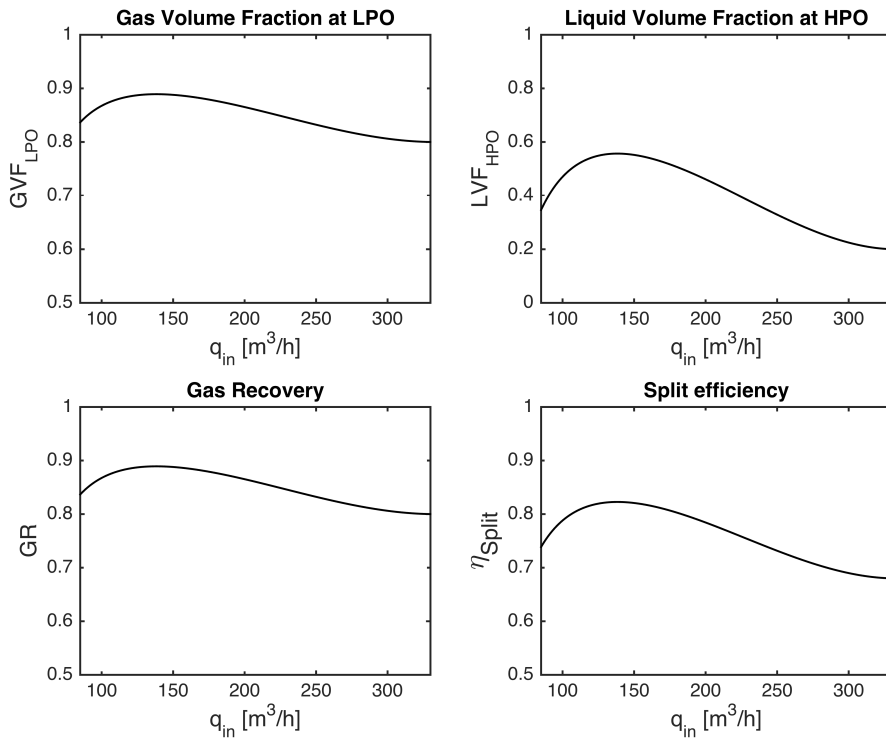 Gas Volume Fraction at LPO
1
0.9
0.8
0.7
0.6
0.5
GVF_LPO
100 150 200 250 300
q_in [m^3/h]
Liquid Volume Fraction at HPO
1
0.8
0.6
0.4
0.2
0
LVF_HPO
100 150 200 250 300
q_in [m^3/h]
Gas Recovery
1
0.9
0.8
0.7
0.6
0.5
GR
100 150 200 250 300
q_in [m^3/h]
Split efficiency
1
0.9
0.8
0.7
0.6
0.5
η_Split
100 150 200 250 300
q_in [m^3/h]